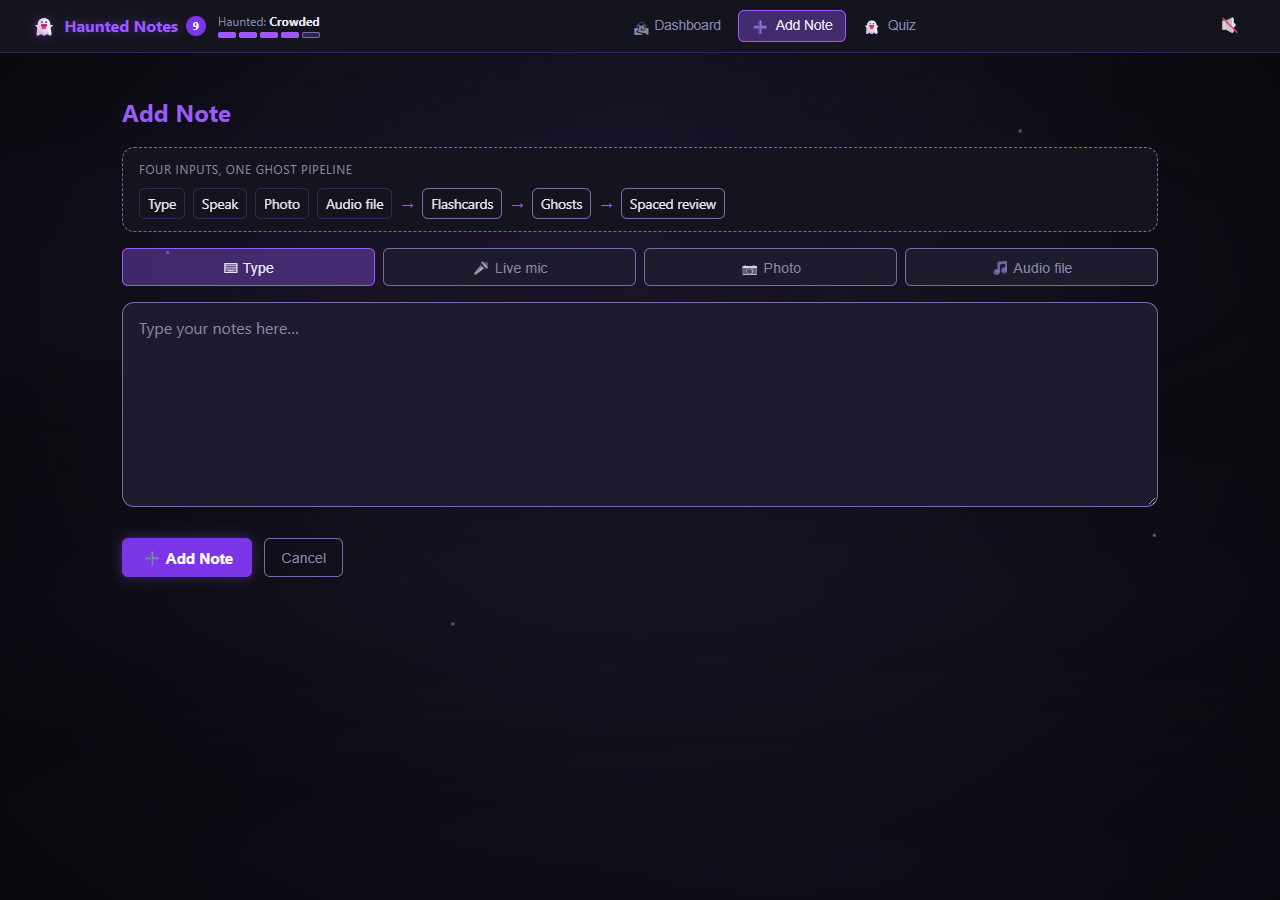 Haunted Notes 9
Haunted: Crowded
Dashboard
Add Note
Quiz
Add Note
FOUR INPUTS, ONE GHOST PIPELINE
Type Speak Photo Audio file → Flashcards → Ghosts → Spaced review
Type
Live mic
Photo
Audio file
Type your notes here...
Add Note
Cancel